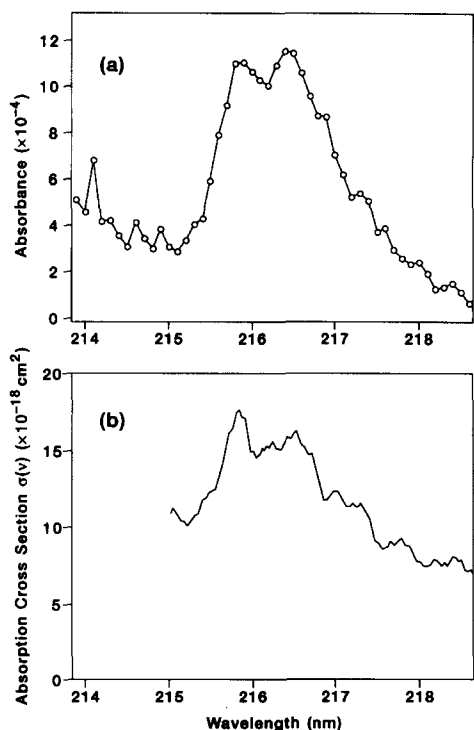 (a)
Absorbance (×10⁻⁴)
12
10
8
6
4
2
0
214 215 216 217 218
(b)
Absorption Cross Section σ(ν) (×10⁻¹⁸ cm²)
20
15
10
5
0
214 215 216 217 218
Wavelength (nm)